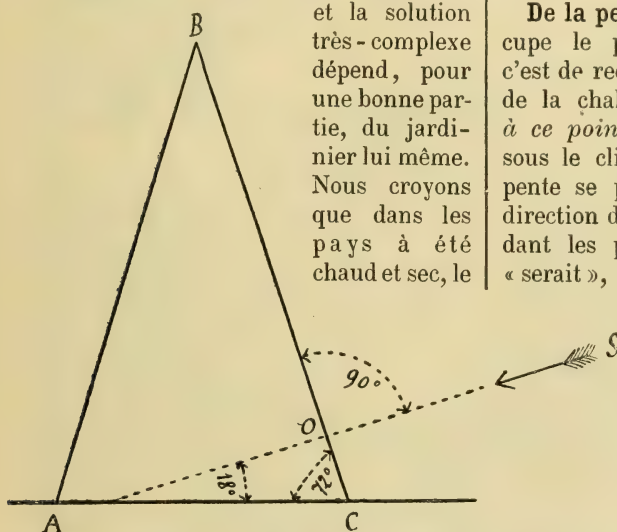 et la solution
très-complexe
dépend, pour
une bonne par-
tie, du jardi-
nier lui même.
Nous croyons
que dans les
pays à été
chaud et sec, le
De la pe
cupe le p
c'est de re
de la chal
à ce poin
sous le cli
pente se p
direction d
dant les p
« serait »,
B
S
90°
O
18°
72°
A
C